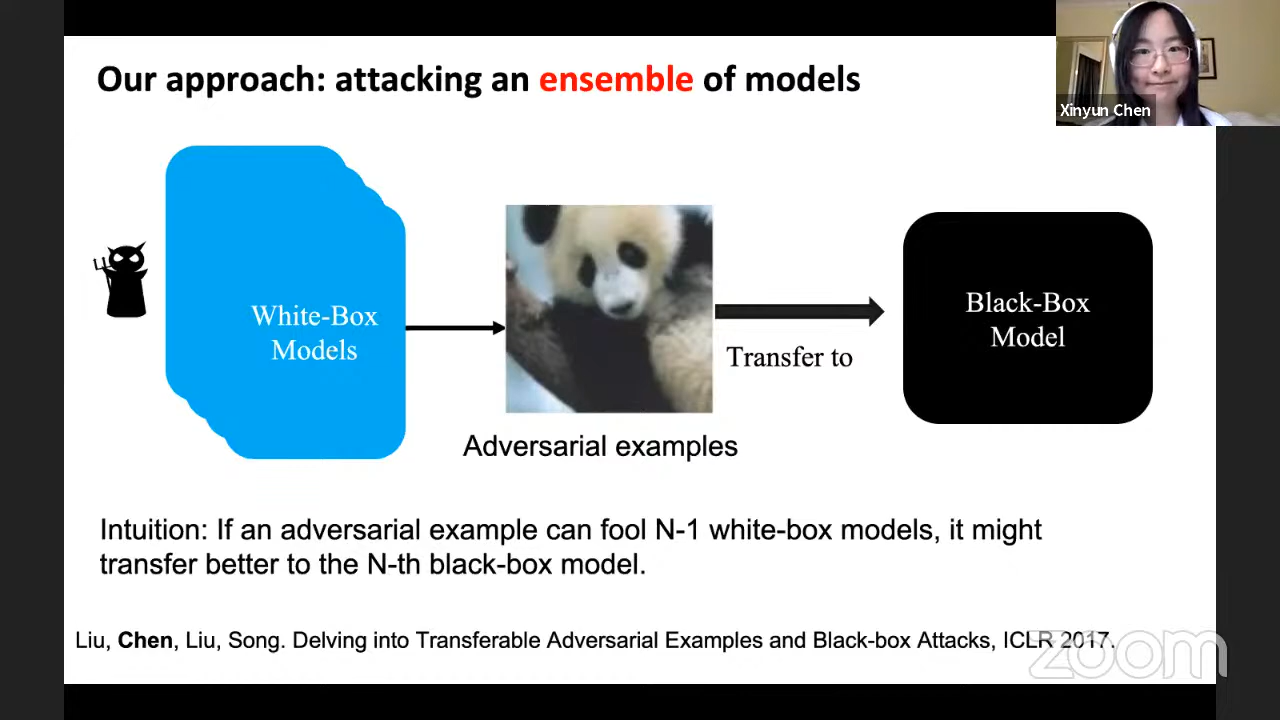 Our approach: attacking an ensemble of models
Xinyun Chen
White-Box
Models
Black-Box
Model
Transfer to
Adversarial examples
Intuition: If an adversarial example can fool N-1 white-box models, it might
transfer better to the N-th black-box model.
Liu, Chen, Liu, Song. Delving into Transferable Adversarial Examples and Black-box Attacks, ICLR 2017.
zoom